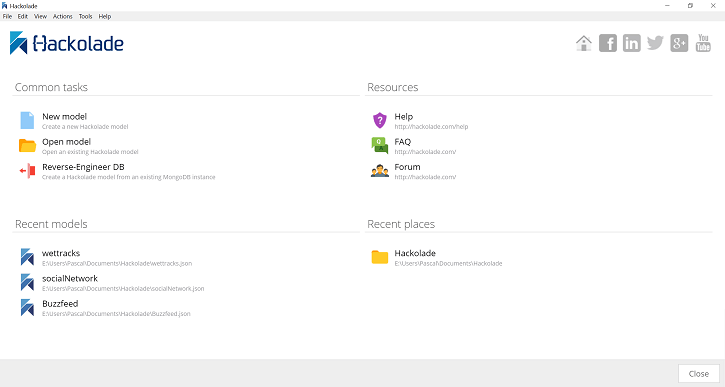 Hackolade
File Edit View Actions Tools Help
Hackolade
You
Tube
Common tasks
New model
Create a new Hackolade model
Open model
Open an existing Hackolade model
Reverse-Engineer DB
Create a Hackolade model from an existing MongoDB instance
Resources
Help
http://hackolade.com/help
FAQ
http://hackolade.com/
Forum
http://hackolade.com/
Recent models
wettracks
E:\Users\Pascal\Documents\Hackolade\wettracks.json
socialNetwork
E:\Users\Pascal\Documents\Hackolade\socialNetwork.json
Buzzfeed
E:\Users\Pascal\Documents\Hackolade\Buzzfeed.json
Recent places
Hackolade
E:\Users\Pascal\Documents\Hackolade
Close